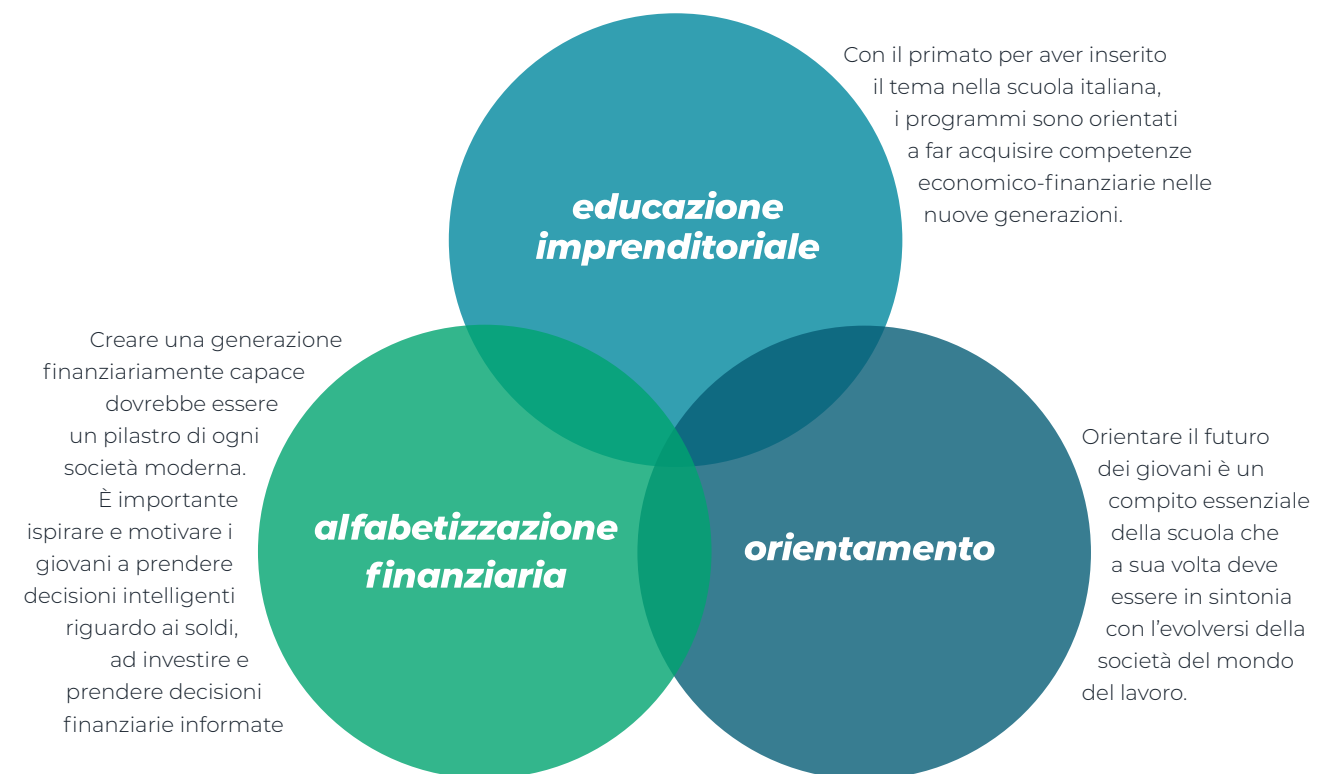 Con il primato per aver inserito
il tema nella scuola italiana,
i programmi sono orientati
a far acquisire competenze
economico-finanziarie nelle
nuove generazioni.
educazione
imprenditoriale
Creare una generazione
finanziariamente capace
dovrebbe essere
un pilastro di ogni
società moderna.
È importante
ispirare e motivare i
giovani a prendere
decisioni intelligenti
riguardo ai soldi,
ad investire e
prendere decisioni
finanziarie informate
alfabetizzazione
finanziaria
orientamento
Orientare il futuro
dei giovani è un
compito essenziale
della scuola che
a sua volta deve
essere in sintonia
con l'evolversi della
società del mondo
del lavoro.